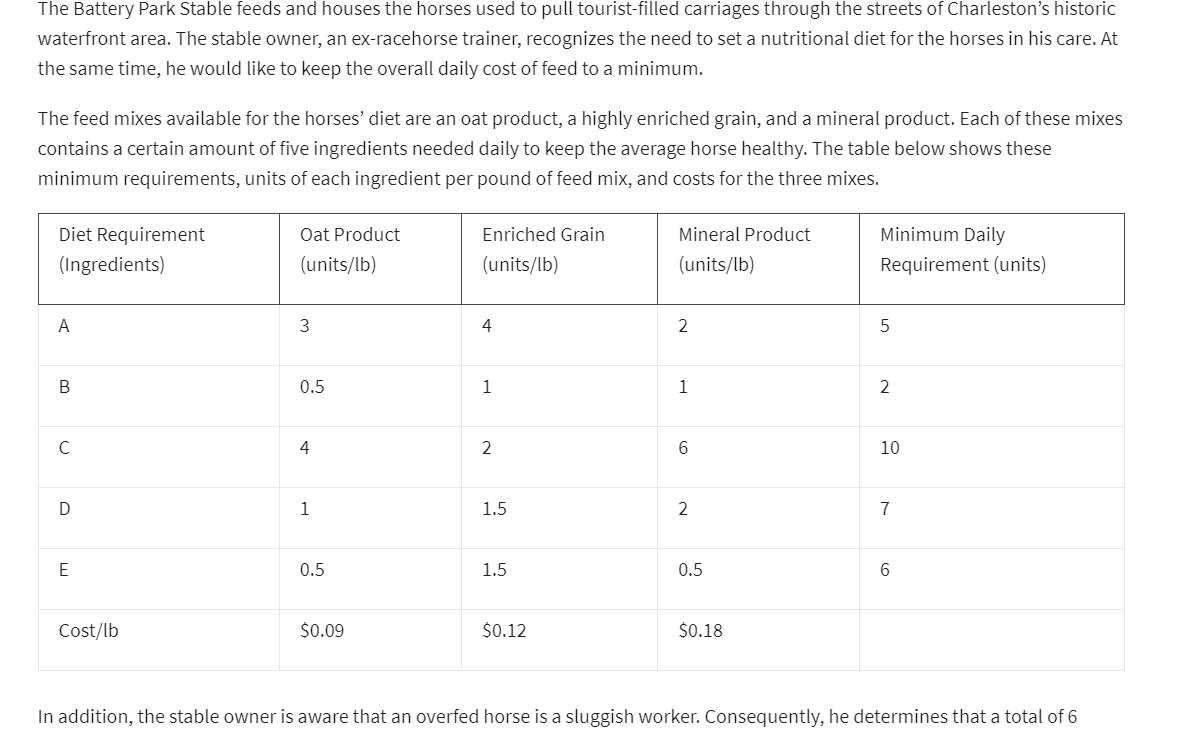 The Battery Park Stable feeds and houses the horses used to pull tourist-filled carriages through the streets of Charleston’s historic
waterfront area. The stable owner, an ex-racehorse trainer, recognizes the need to set a nutritional diet for the horses in his care. At
the same time, he would like to keep the overall daily cost of feed to a minimum.
The feed mixes available for the horses’ diet are an oat product, a highly enriched grain, and a mineral product. Each of these mixes
contains a certain amount of five ingredients needed daily to keep the average horse healthy. The table below shows these
minimum requirements, units of each ingredient per pound of feed mix, and costs for the three mixes.
Diet Requirement Oat Product Enriched Grain Mineral Product Minimum Daily
(Ingredients) (units/lb) (units/lb) (units/lb) Requirement (units)
A 3 4 2 5
B 0.5 1 1 2
C 4 2 6 10
D 1 1.5 2 7
E 0.5 1.5 0.5 6
Cost/lb $0.09 $0.12 $0.18
In addition, the stable owner is aware that an overfed horse is a sluggish worker. Consequently, he determines that a total of 6